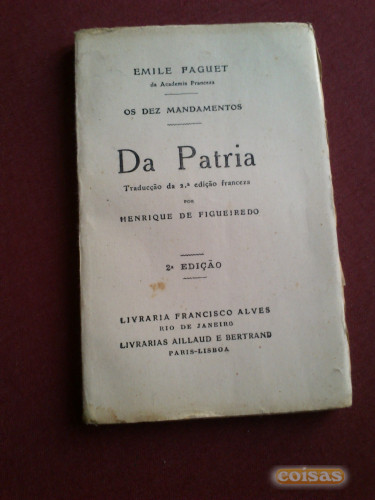 EMILE FAGUET
da Academia Franceza
OS DEZ MANDAMENTOS
Da Patria
Traducção da 2.ª edição franceza
POR
HENRIQUE DE FIGUEIREDO
2ª EDIÇÃO
LIVRARIA FRANCISCO ALVES
RIO DE JANEIRO
LIVRARIAS AILLAUD E BERTRAND
PARIS-LISBOA
coisas